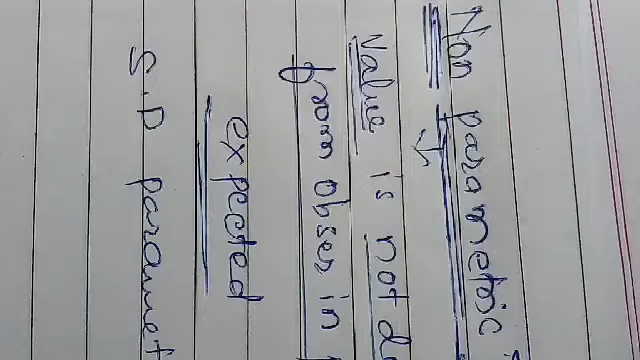 Non parametric
value is not d
from obser in
expected
S.D paramet